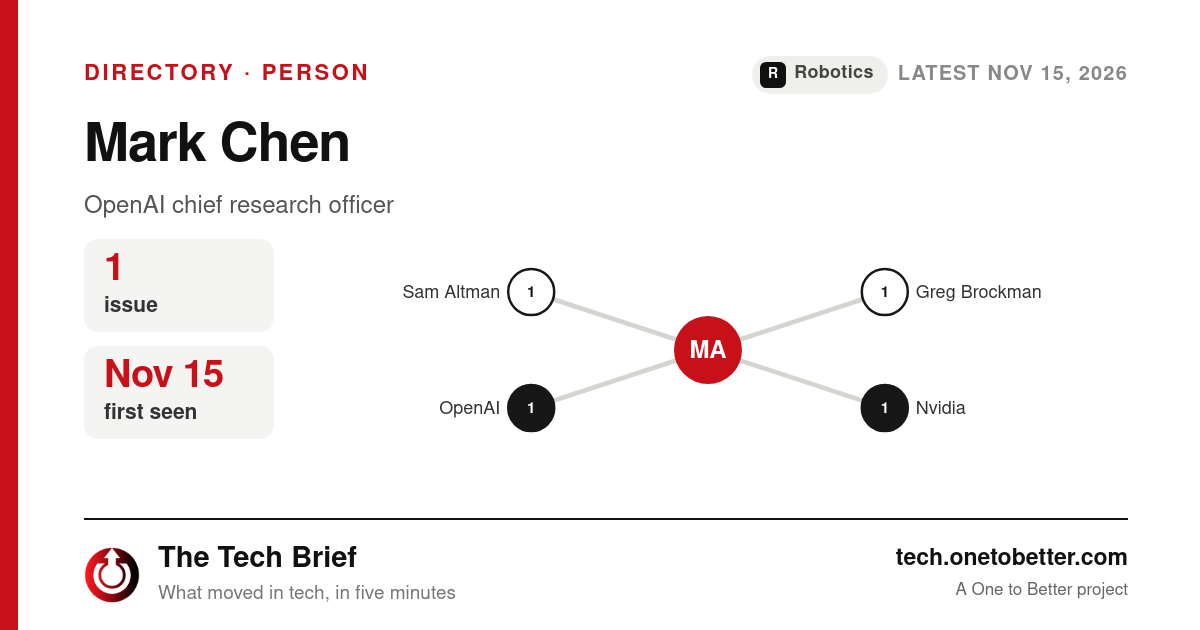 DIRECTORY · PERSON
R Robotics LATEST NOV 15, 2026
Mark Chen
OpenAI chief research officer
1
issue
Nov 15
first seen
Sam Altman 1
1 Greg Brockman
MA
OpenAI 1
1 Nvidia
The Tech Brief
What moved in tech, in five minutes
tech.onetobetter.com
A One to Better project